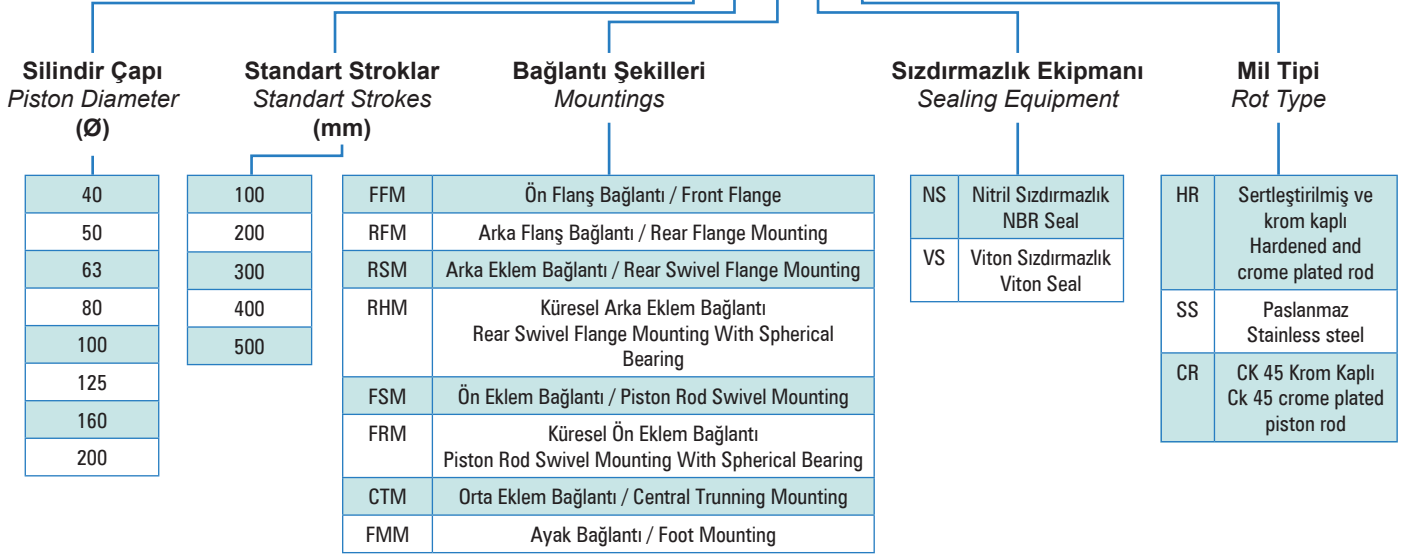 Silindir Çapı
Piston Diameter
(Ø)
40
50
63
80
100
125
160
200
Standart Stroklar
Standart Strokes
(mm)
100
200
300
400
500
Bağlantı Şekilleri
Mountings
FFM Ön Flanş Bağlantı / Front Flange
RFM Arka Flanş Bağlantı / Rear Flange Mounting
RSM Arka Eklem Bağlantı / Rear Swivel Flange Mounting
RHM Küresel Arka Eklem Bağlantı
Rear Swivel Flange Mounting With Spherical
Bearing
FSM Ön Eklem Bağlantı / Piston Rod Swivel Mounting
FRM Küresel Ön Eklem Bağlantı
Piston Rod Swivel Mounting With Spherical Bearing
CTM Orta Eklem Bağlantı / Central Trunning Mounting
FMM Ayak Bağlantı / Foot Mounting
Sızdırmazlık Ekipmanı
Sealing Equipment
NS Nitril Sızdırmazlık
NBR Seal
VS Viton Sızdırmazlık
Viton Seal
Mil Tipi
Rot Type
HR Sertleştirilmiş ve
krom kaplı
Hardened and
crome plated rod
SS Paslanmaz
Stainless steel
CR CK 45 Krom Kaplı
Ck 45 crome plated
piston rod